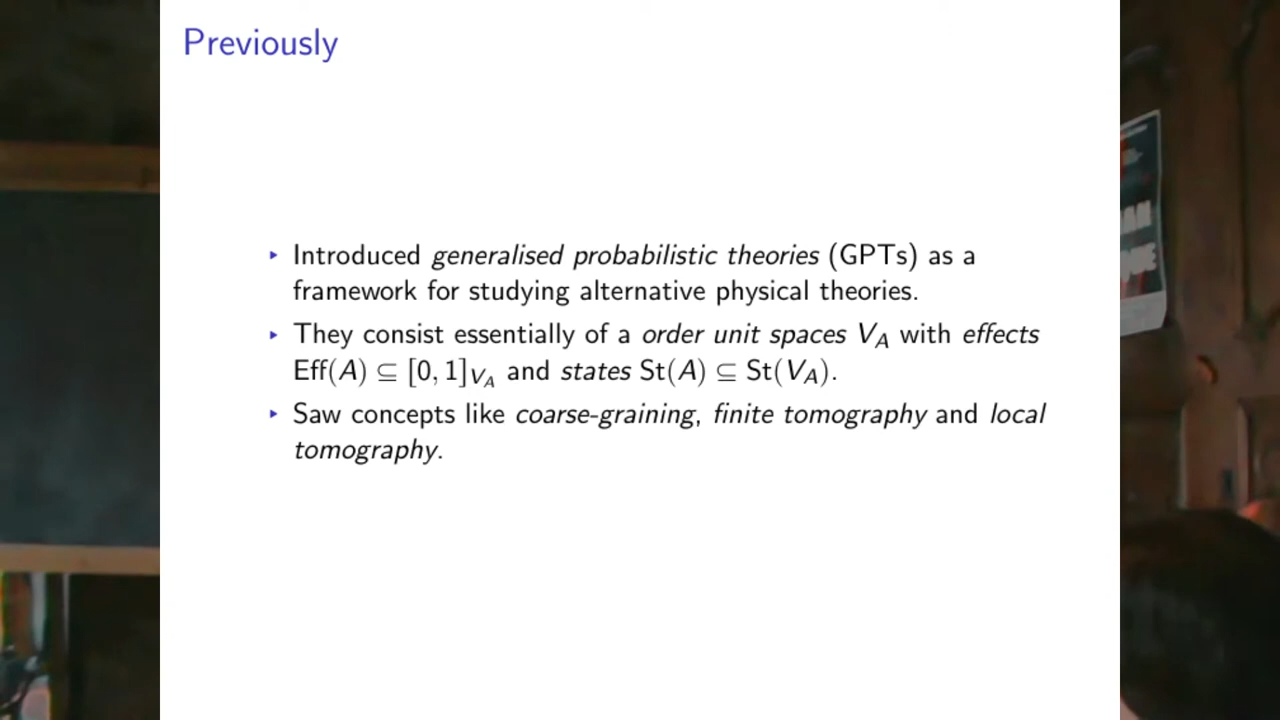 Previously
‣ Introduced generalised probabilistic theories (GPTs) as a
framework for studying alternative physical theories.
‣ They consist essentially of a order unit spaces V_A with effects
Eff(A) ⊆ [0, 1]_{V_A} and states St(A) ⊆ St(V_A).
‣ Saw concepts like coarse-graining, finite tomography and local
tomography.